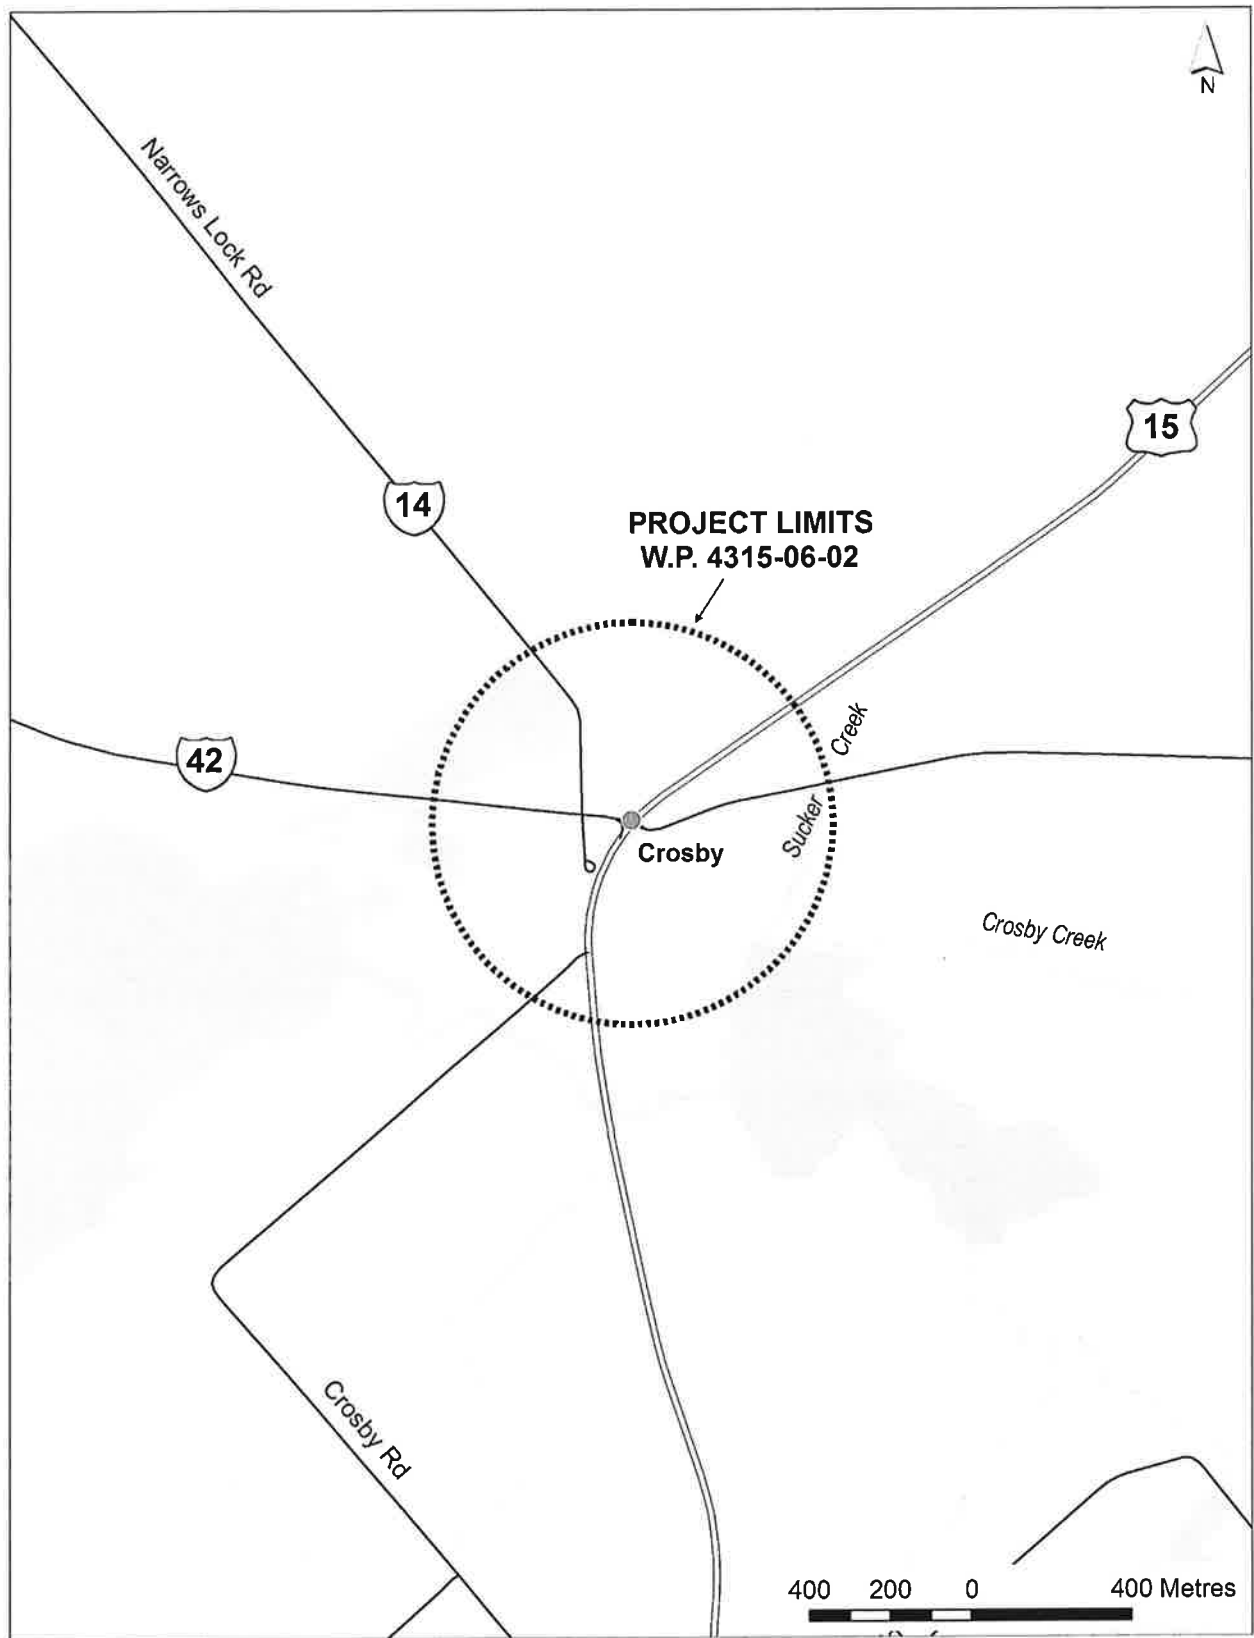 N
Narrows Lock Rd
15
14
PROJECT LIMITS
W.P. 4315-06-02
Creek
42
Sucker
Crosby
Crosby Creek
Crosby Rd
400 200 0 400 Metres